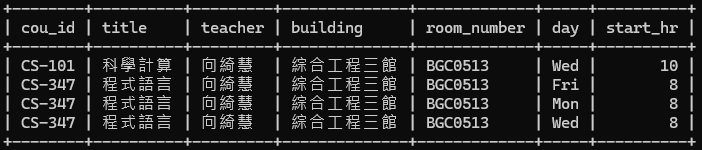 | cou_id | title | teacher | building | room_number | day | start_hr |
| CS-101 | 科學計算 | 向綺慧 | 綜合工程三館 | BGC0513 | Wed | 10 |
| CS-347 | 程式語言 | 向綺慧 | 綜合工程三館 | BGC0513 | Fri | 8 |
| CS-347 | 程式語言 | 向綺慧 | 綜合工程三館 | BGC0513 | Mon | 8 |
| CS-347 | 程式語言 | 向綺慧 | 綜合工程三館 | BGC0513 | Wed | 8 |